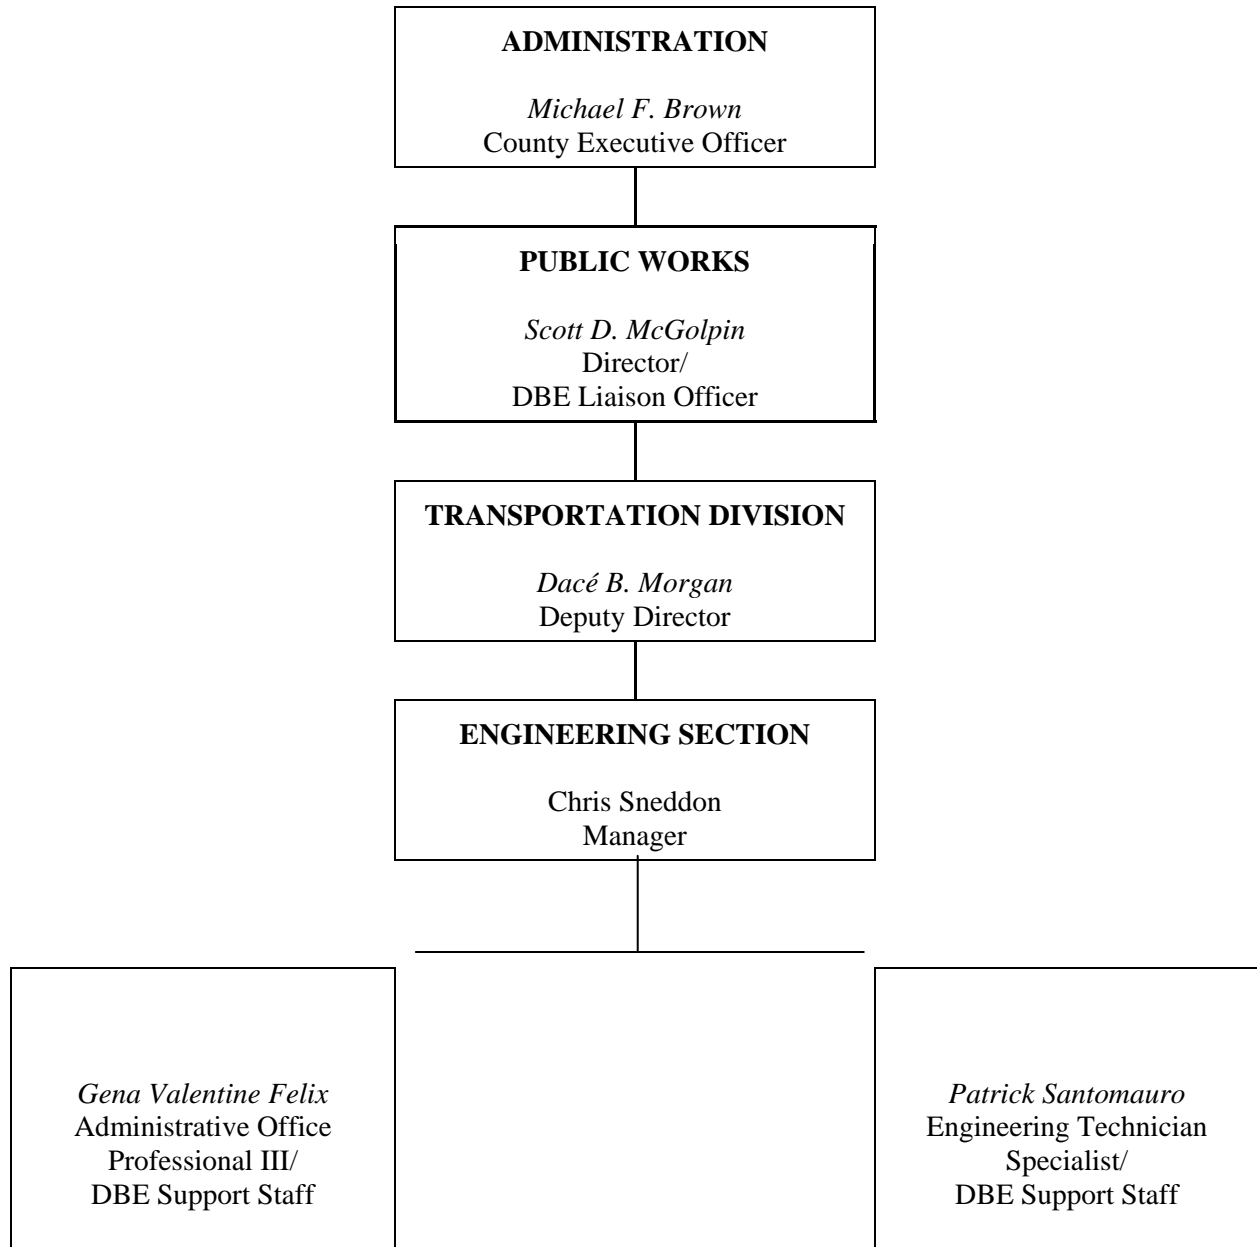 ADMINISTRATION
Michael F. Brown
County Executive Officer
PUBLIC WORKS
Scott D. McGolpin
Director/
DBE Liaison Officer
TRANSPORTATION DIVISION
Dacé B. Morgan
Deputy Director
ENGINEERING SECTION
Chris Sneddon
Manager
Gena Valentine Felix
Administrative Office
Professional III/
DBE Support Staff
Patrick Santomauro
Engineering Technician
Specialist/
DBE Support Staff